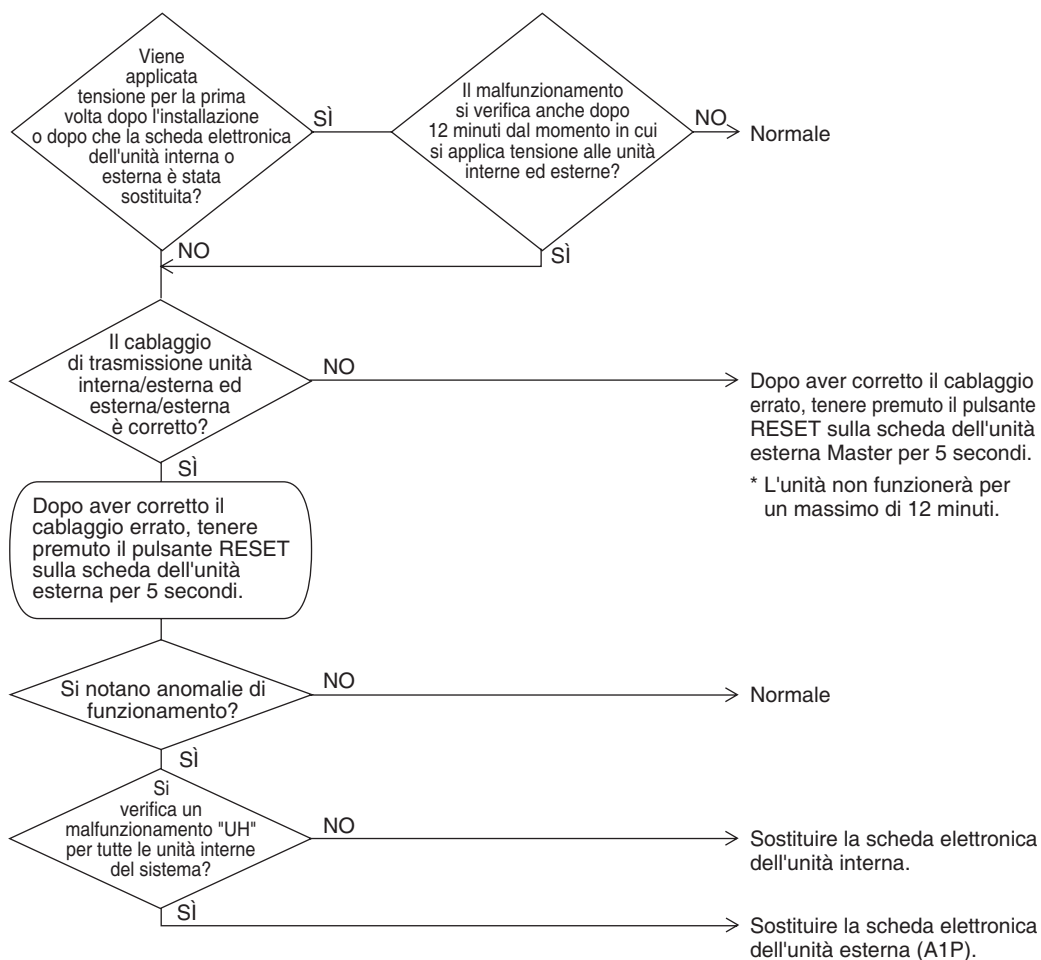 Viene
applicata
tensione per la prima
volta dopo l'installazione
o dopo che la scheda elettronica
dell'unità interna o
esterna è stata
sostituita?
SÌ
Il malfunzionamento
si verifica anche dopo
12 minuti dal momento in cui
si applica tensione alle unità
interne ed esterne?
NO
Normale
NO
SÌ
Il cablaggio
di trasmissione unità
interna/esterna ed
esterna/esterna
è corretto?
NO
Dopo aver corretto il cablaggio
errato, tenere premuto il pulsante
RESET sulla scheda dell'unità
esterna Master per 5 secondi.
* L'unità non funzionerà per
un massimo di 12 minuti.
SÌ
Dopo aver corretto il
cablaggio errato, tenere
premuto il pulsante RESET
sulla scheda dell'unità
esterna per 5 secondi.
Si notano anomalie di
funzionamento?
NO
Normale
SÌ
Si
verifica un
malfunzionamento "UH"
per tutte le unità interne
del sistema?
NO
Sostituire la scheda elettronica
dell'unità interna.
SÌ
Sostituire la scheda elettronica
dell'unità esterna (A1P).